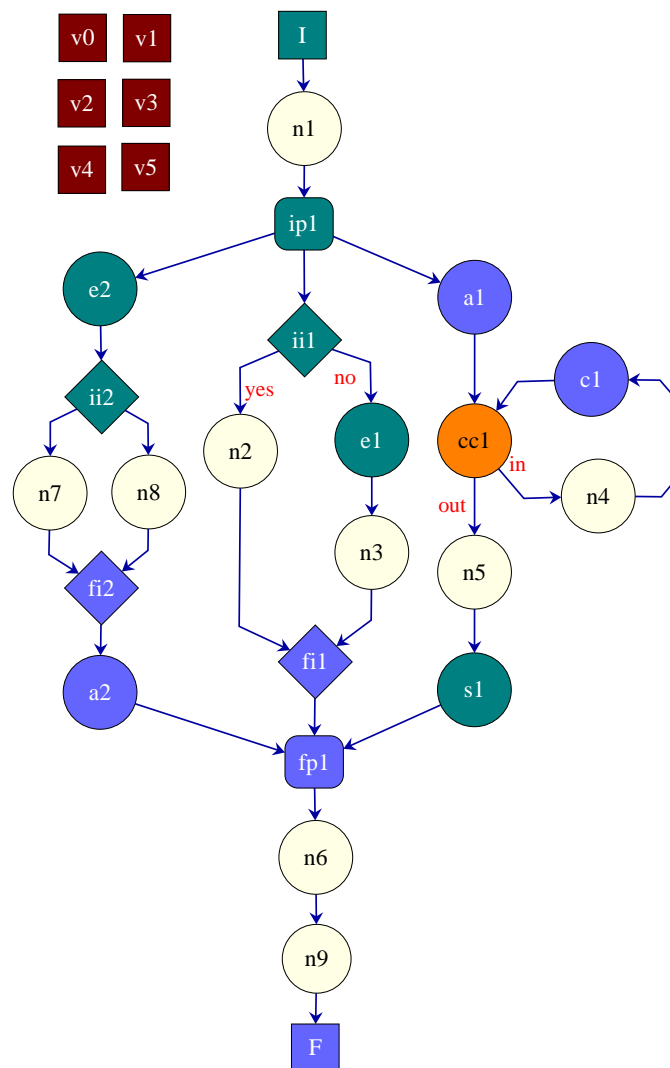 v0 v1 I
v2 v3 n1
v4 v5
ip1
e2 a1
ii1
yes no c1
ii2
n2 e1 cc1 in
n7 n8 n4
out
n3 n5
fi2
fi1
a2 s1
fp1
n6
n9
F